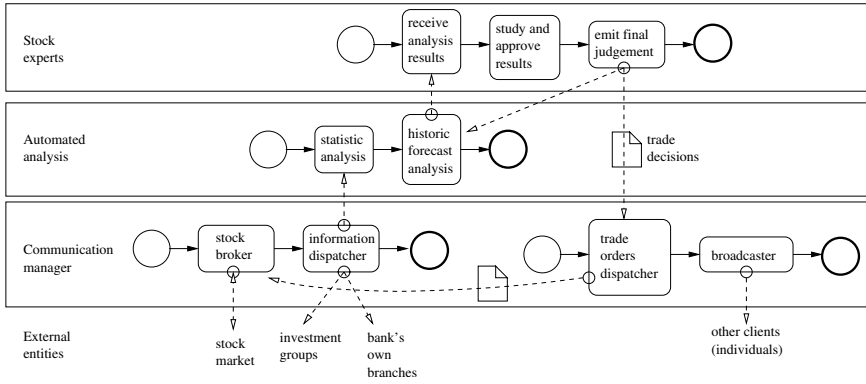 Stock
experts
receive
analysis
results
study and
approve
results
emit final
judgement
Automated
analysis
statistic
analysis
historic
forecast
analysis
trade
decisions
Communication
manager
stock
broker
information
dispatcher
trade
orders
dispatcher
broadcaster
External
entities
stock
market
investment
groups
bank's
own
branches
other clients
(individuals)